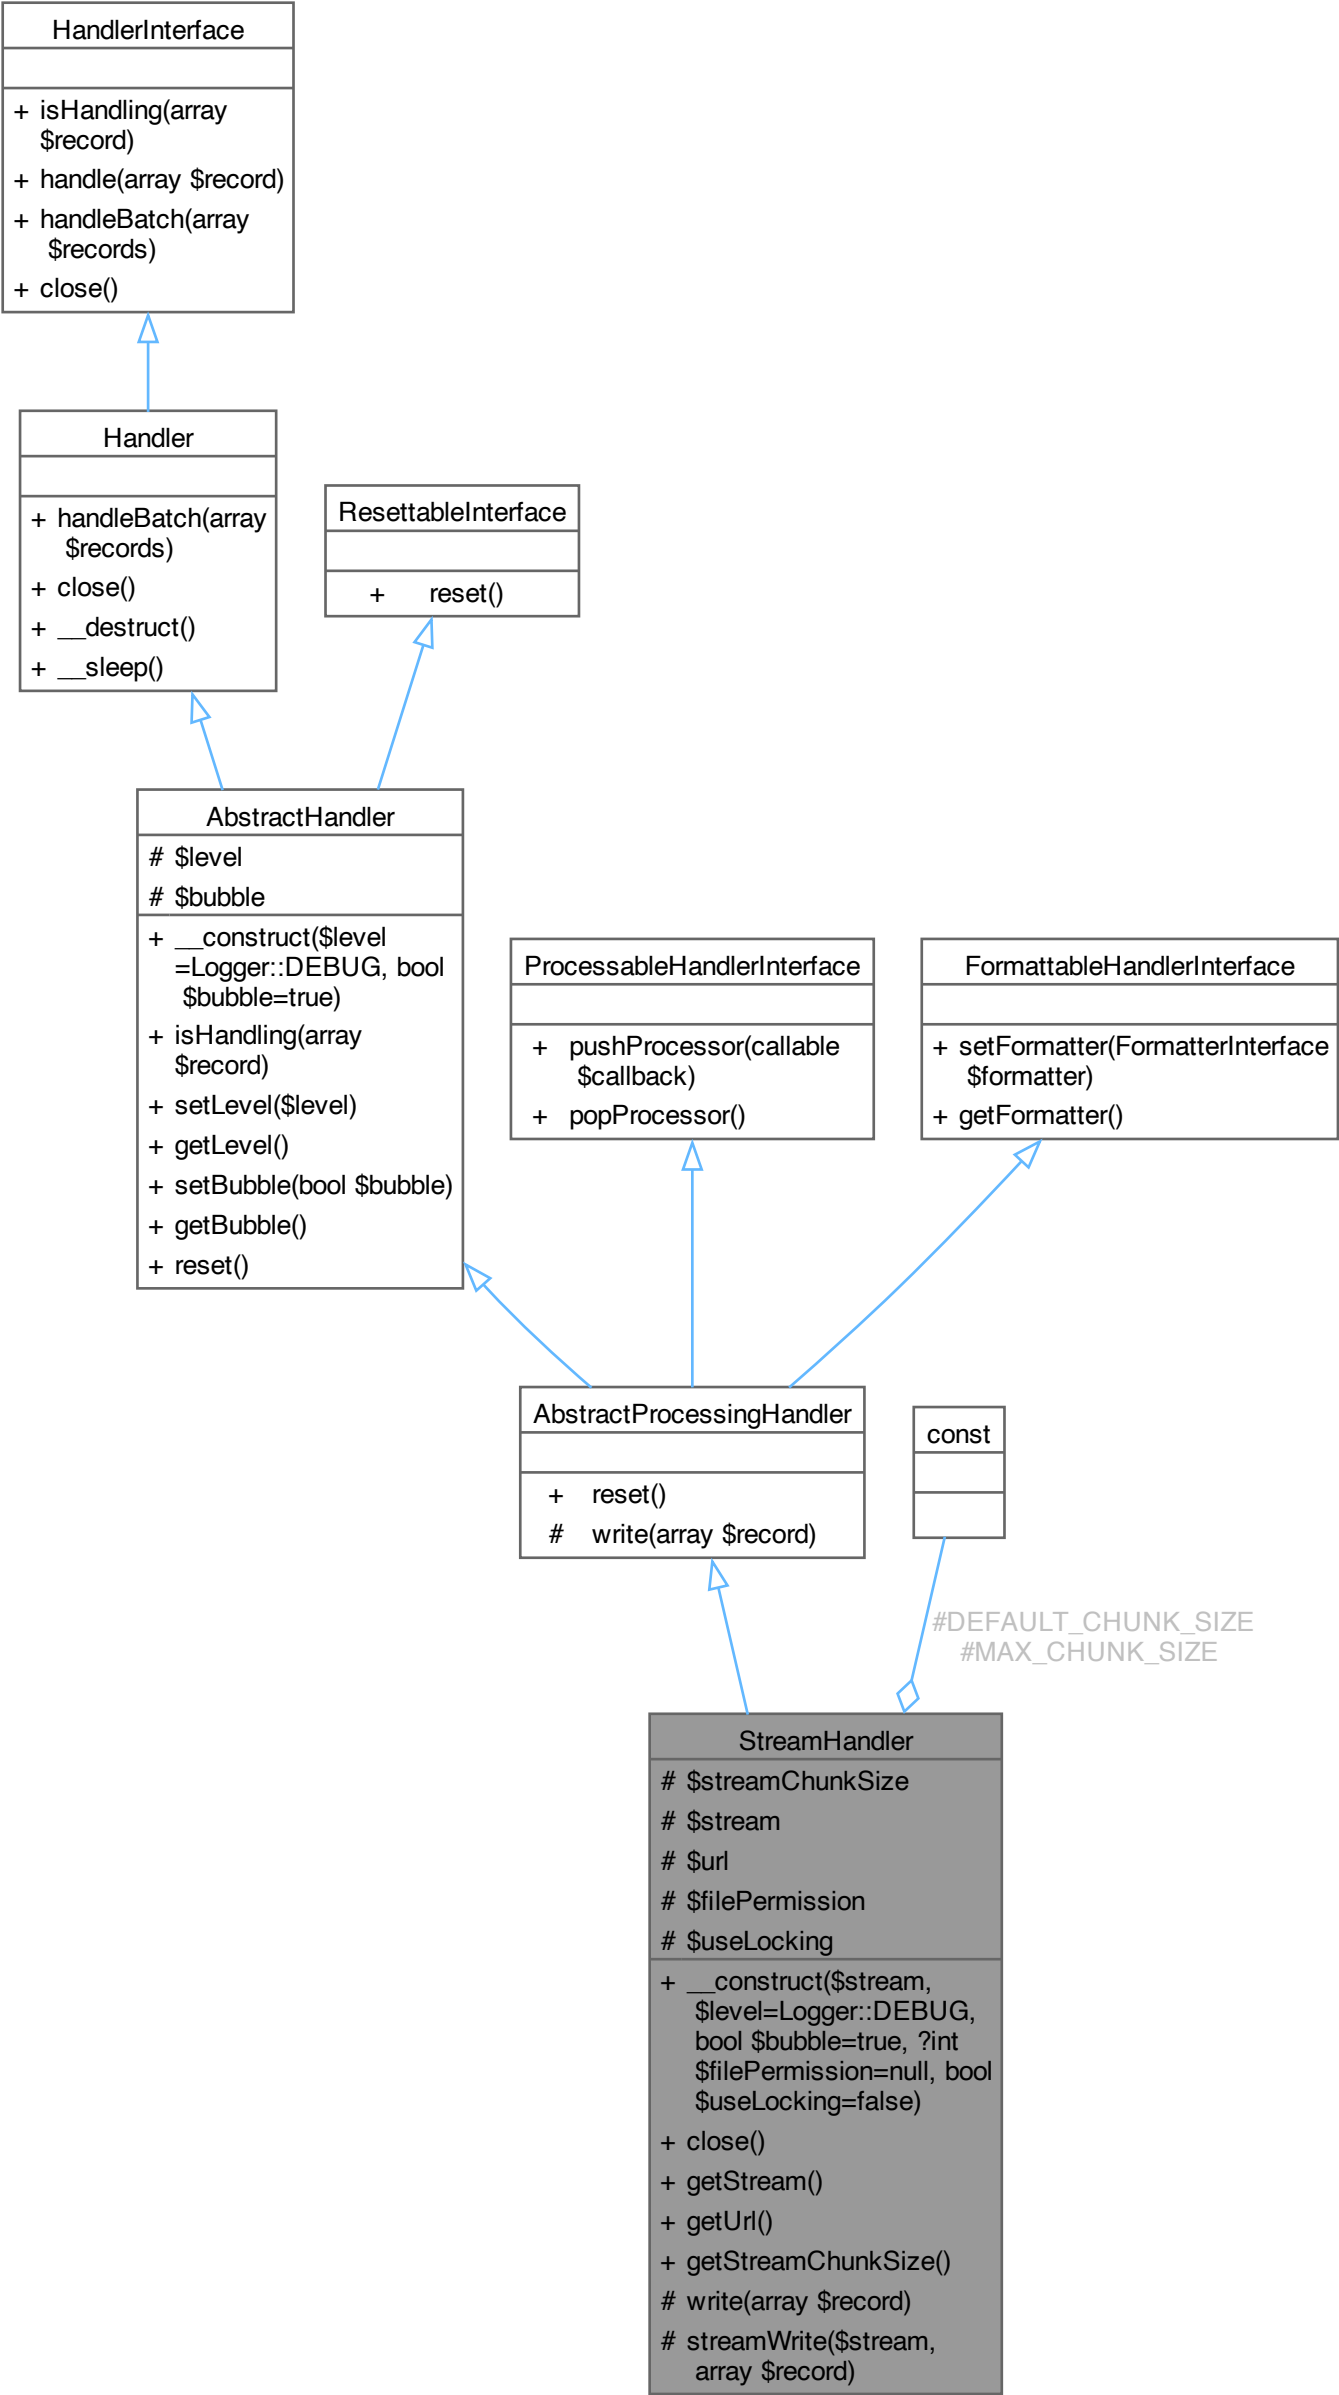 HandlerInterface
+ isHandling(array
$record)
+ handle(array $record)
+ handleBatch(array
$records)
+ close()
Handler
+ handleBatch(array
$records)
+ close()
+ __destruct()
+ __sleep()
ResettableInterface
+ reset()
AbstractHandler
# $level
# $bubble
+ __construct($level
=Logger::DEBUG, bool
$bubble=true)
+ isHandling(array
$record)
+ setLevel($level)
+ getLevel()
+ setBubble(bool $bubble)
+ getBubble()
+ reset()
ProcessableHandlerInterface
+ pushProcessor(callable
$callback)
+ popProcessor()
FormattableHandlerInterface
+ setFormatter(FormatterInterface
$formatter)
+ getFormatter()
AbstractProcessingHandler
+ reset()
# write(array $record)
const
#DEFAULT_CHUNK_SIZE
#MAX_CHUNK_SIZE
StreamHandler
# $streamChunkSize
# $stream
# $url
# $filePermission
# $useLocking
+ __construct($stream,
$level=Logger::DEBUG,
bool $bubble=true, ?int
$filePermission=null, bool
$useLocking=false)
+ close()
+ getStream()
+ getUrl()
+ getStreamChunkSize()
# write(array $record)
# streamWrite($stream,
array $record)